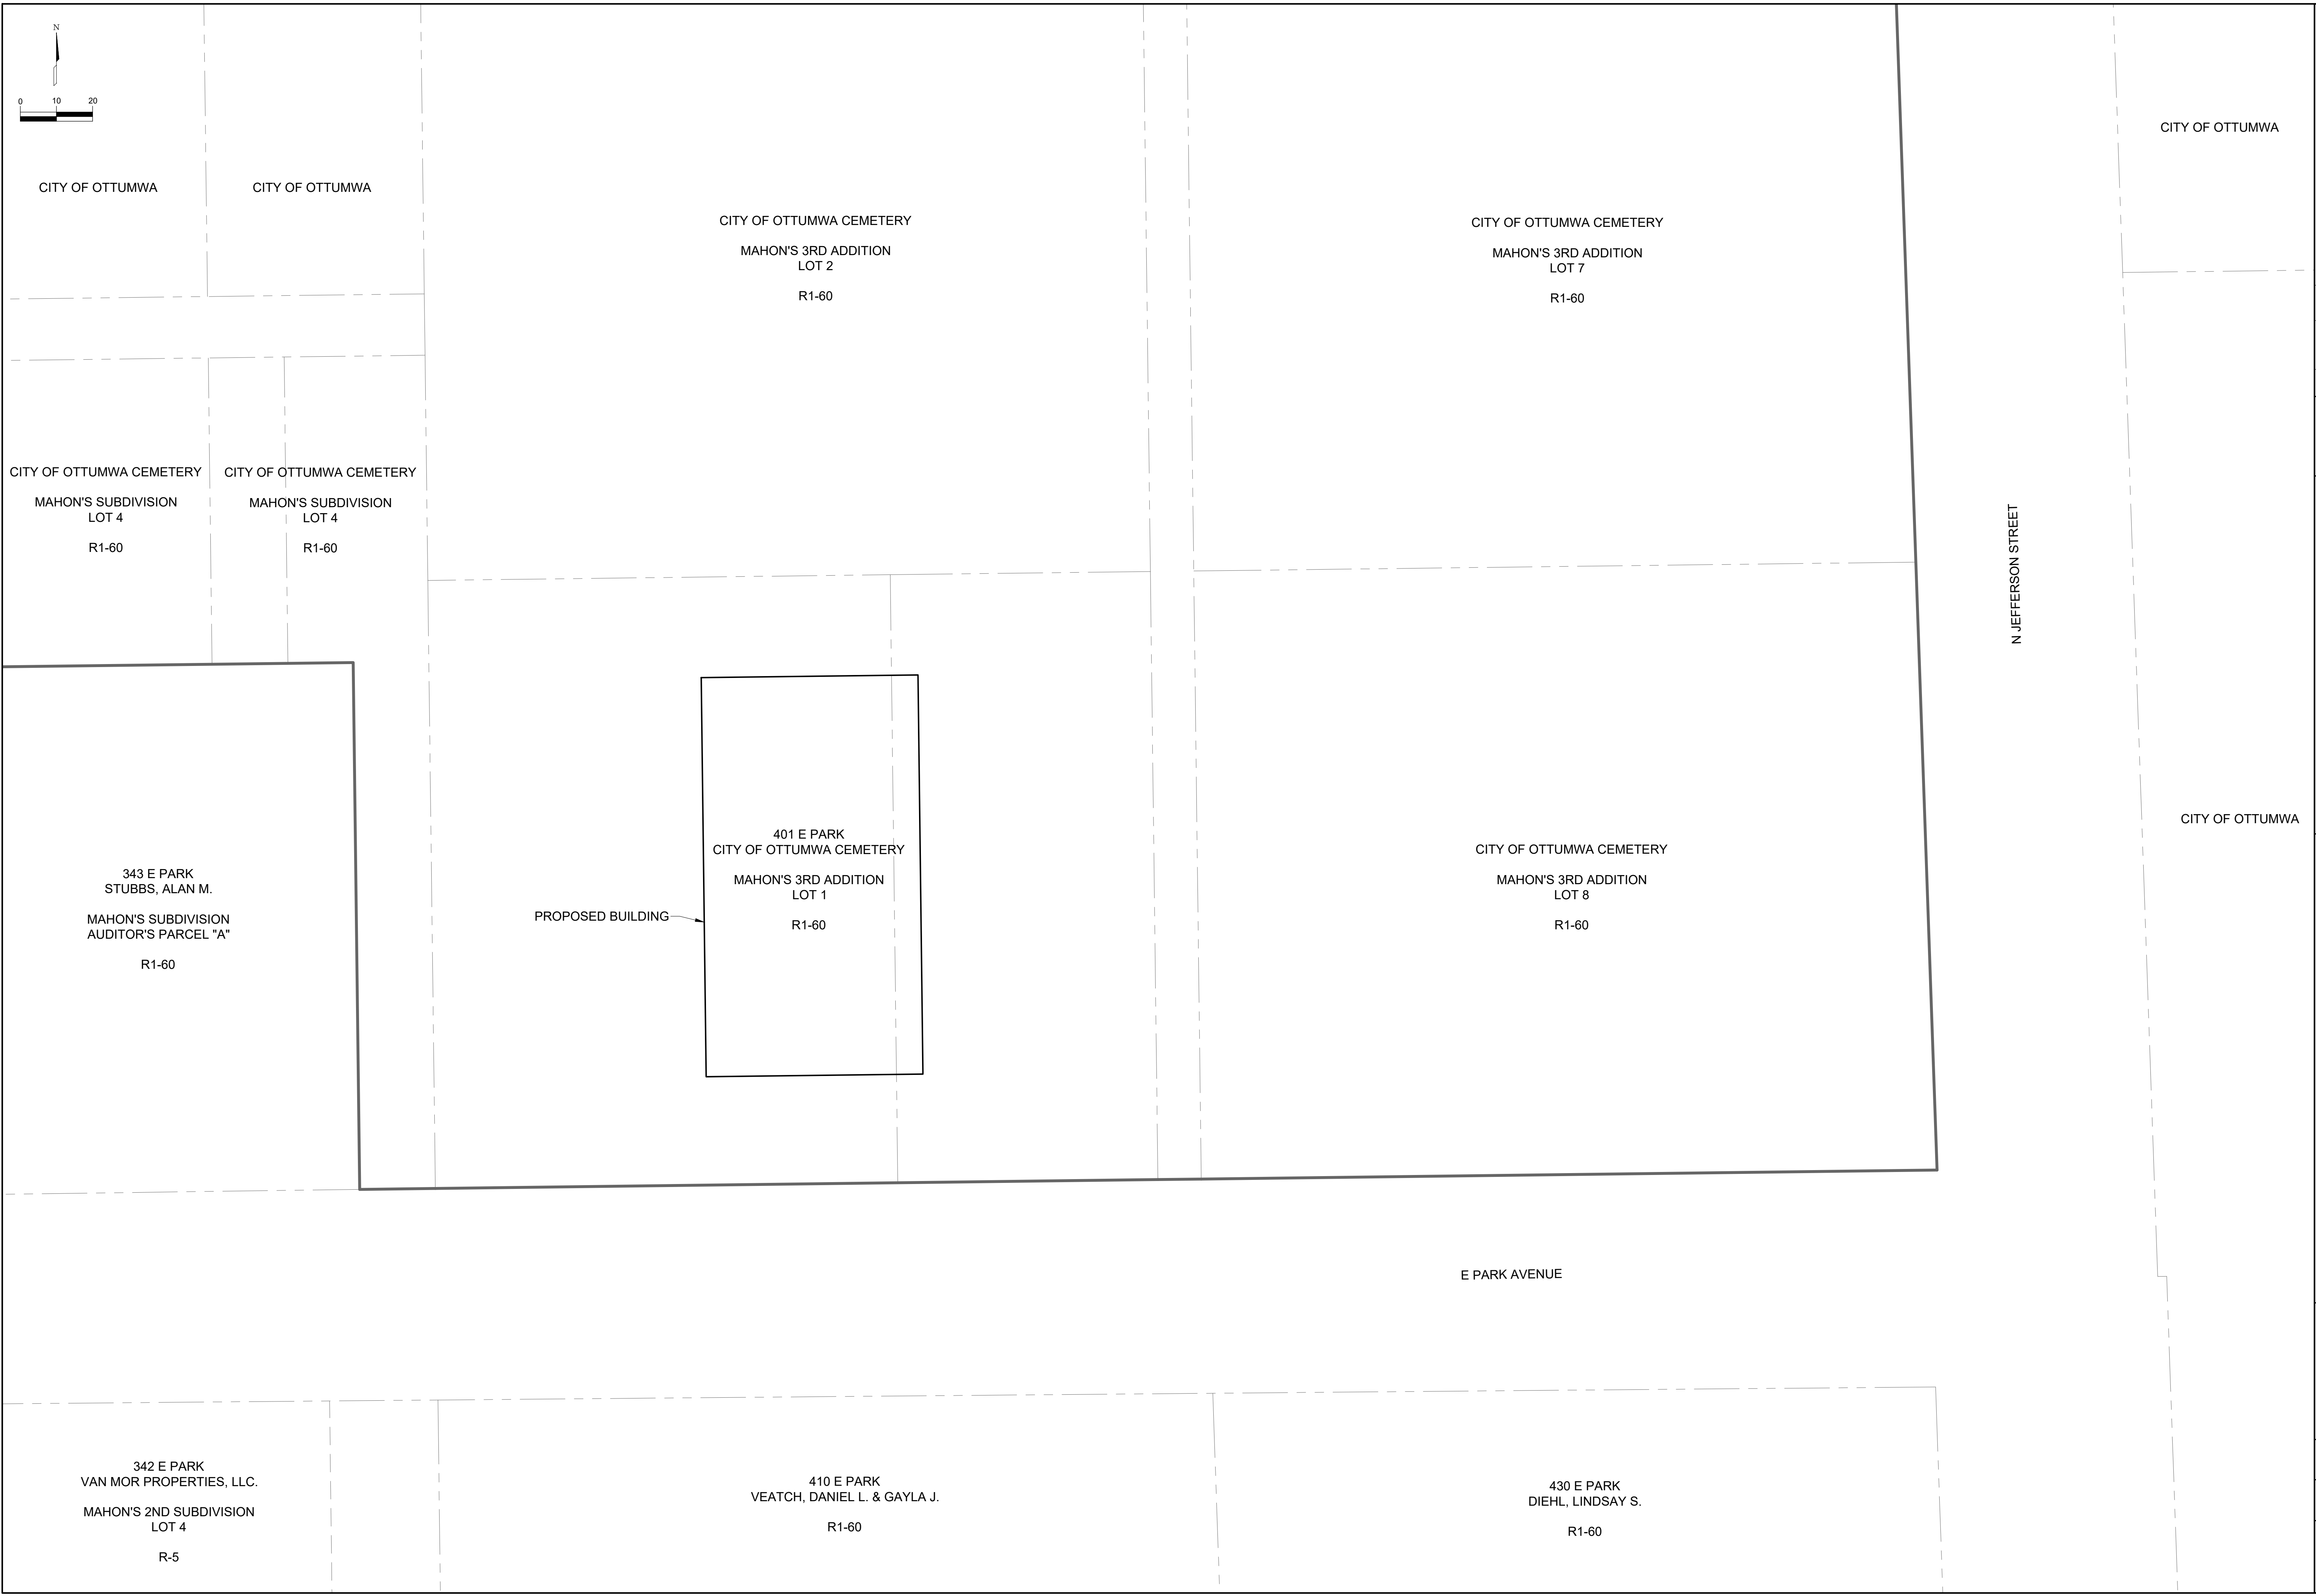 N
0 10 20
CITY OF OTTUMWA
CITY OF OTTUMWA
CITY OF OTTUMWA CEMETERY
MAHON'S 3RD ADDITION
LOT 2
R1-60
CITY OF OTTUMWA CEMETERY
MAHON'S 3RD ADDITION
LOT 7
R1-60
CITY OF OTTUMWA
CITY OF OTTUMWA CEMETERY
MAHON'S SUBDIVISION
LOT 4
R1-60
CITY OF OTTUMWA CEMETERY
MAHON'S SUBDIVISION
LOT 4
R1-60
N JEFFERSON STREET
343 E PARK
STUBBS, ALAN M.
MAHON'S SUBDIVISION
AUDITOR'S PARCEL "A"
R1-60
PROPOSED BUILDING
401 E PARK
CITY OF OTTUMWA CEMETERY
MAHON'S 3RD ADDITION
LOT 1
R1-60
CITY OF OTTUMWA CEMETERY
MAHON'S 3RD ADDITION
LOT 8
R1-60
CITY OF OTTUMWA
E PARK AVENUE
342 E PARK
VAN MOR PROPERTIES, LLC.
MAHON'S 2ND SUBDIVISION
LOT 4
R-5
410 E PARK
VEATCH, DANIEL L. & GAYLA J.
R1-60
430 E PARK
DIEHL, LINDSAY S.
R1-60